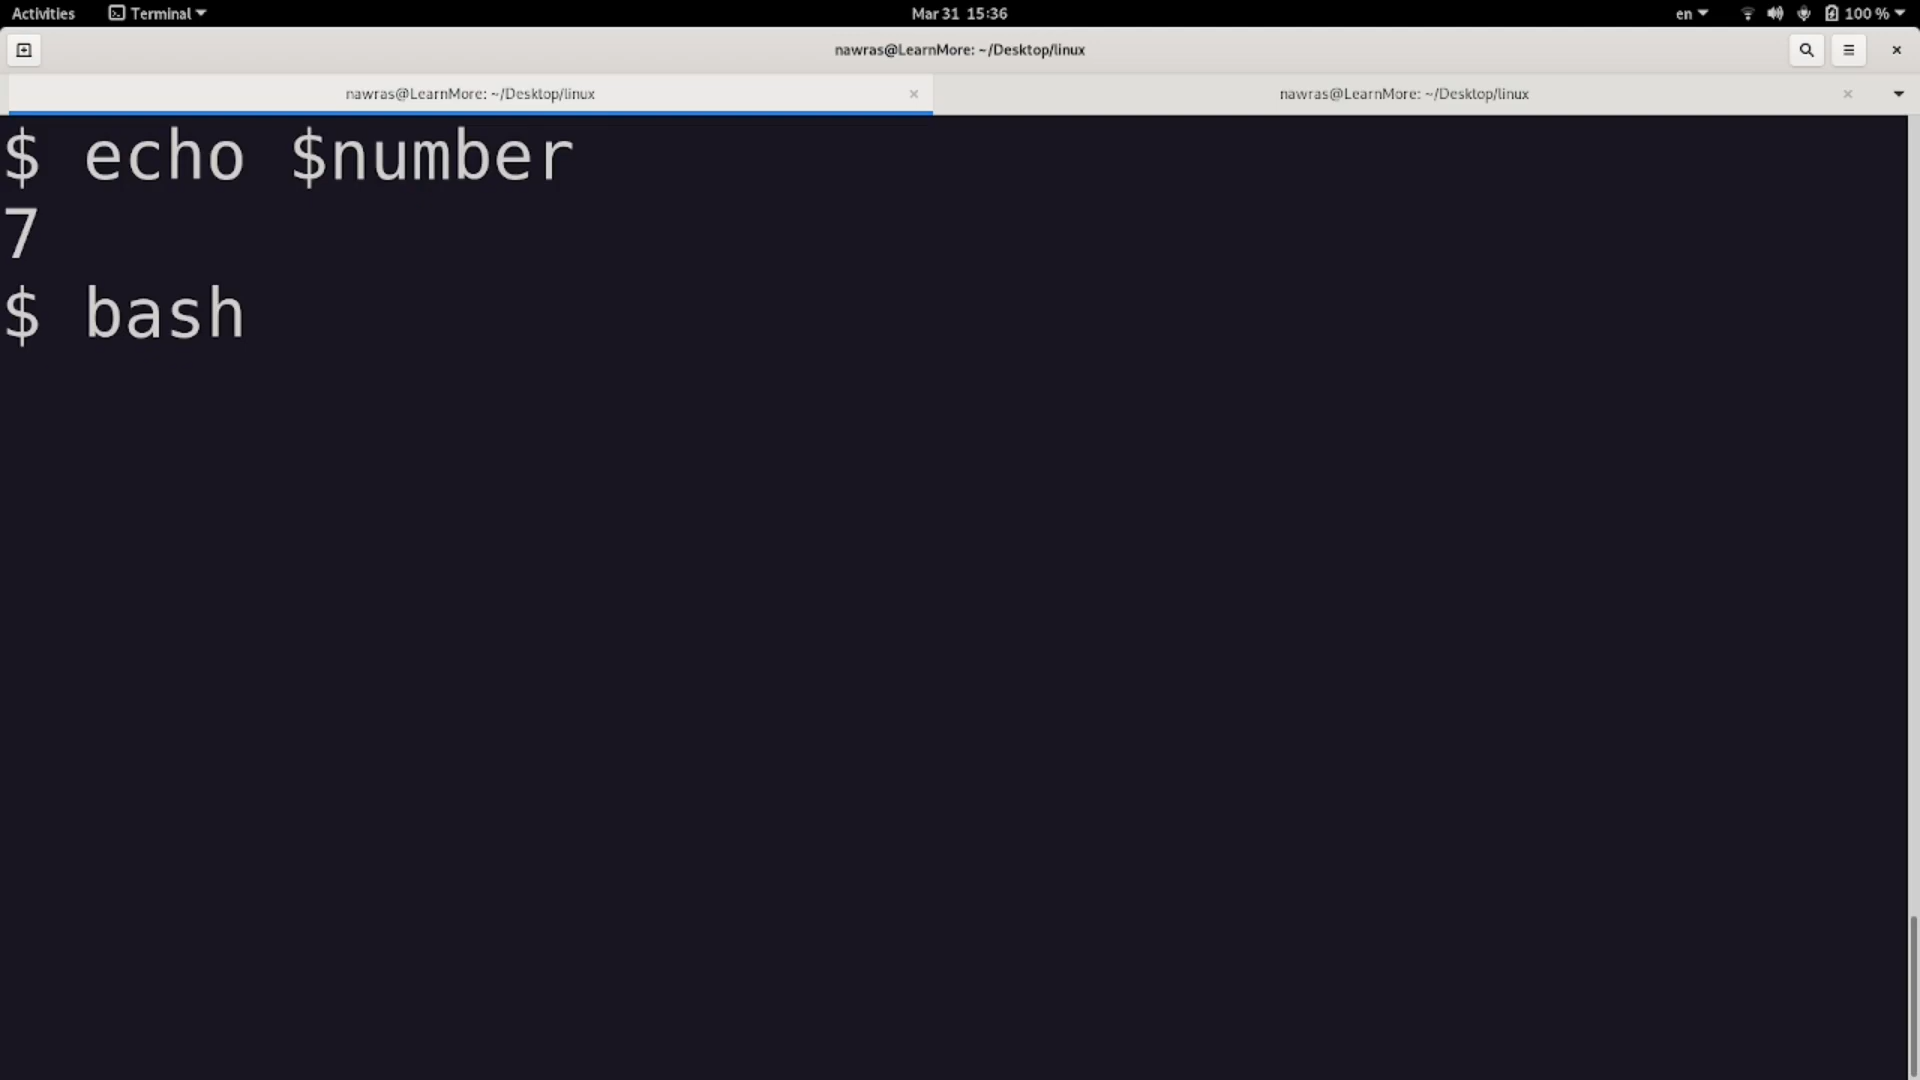 Activities Terminal Mar 31 15:36 en 100 %
nawras@LearnMore: ~/Desktop/linux
nawras@LearnMore: ~/Desktop/linux nawras@LearnMore: ~/Desktop/linux
$ echo $number
7
$ bash